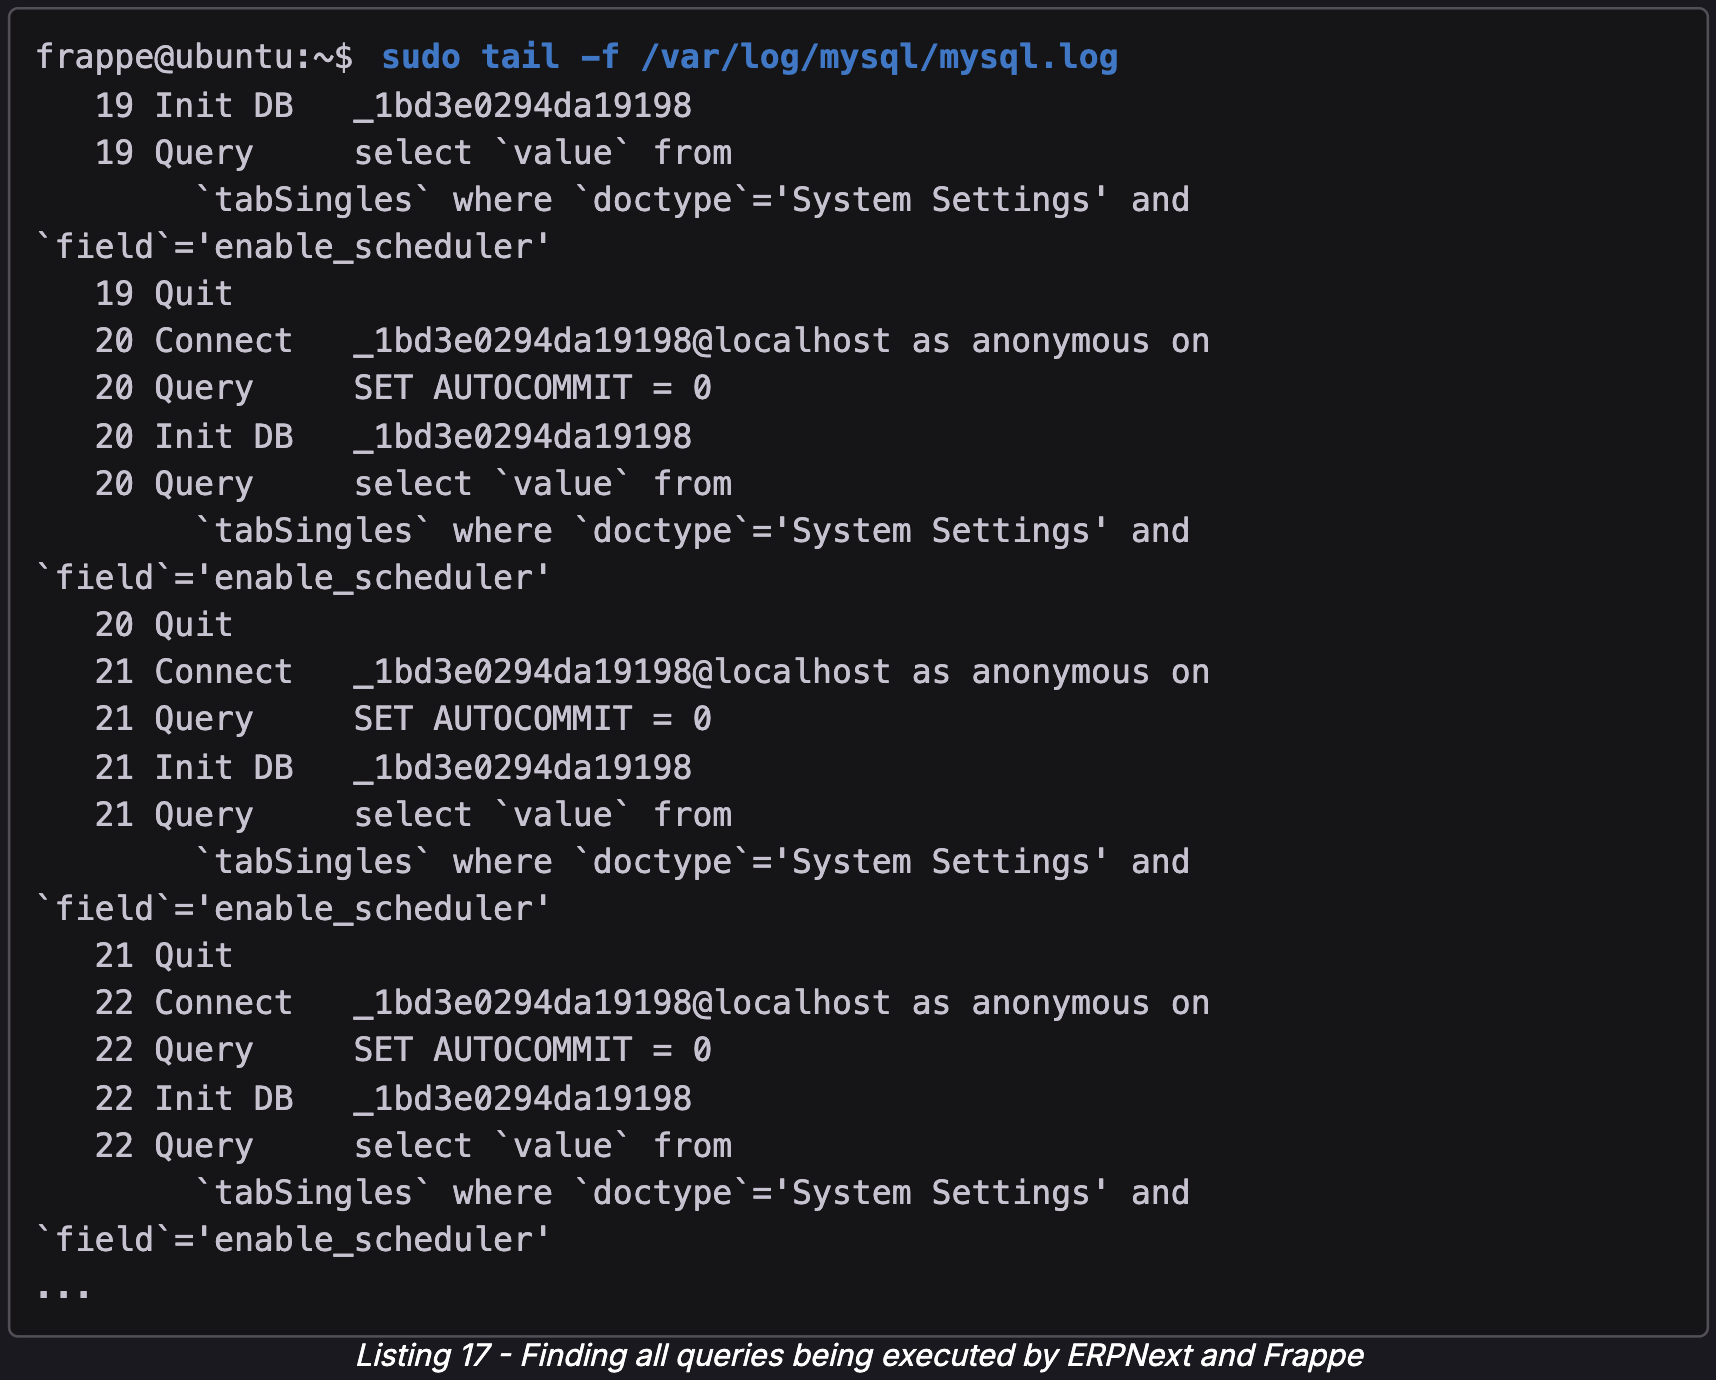 frappe@ubuntu:~$ sudo tail -f /var/log/mysql/mysql.log
   19 Init DB   _1bd3e0294da19198
   19 Query     select `value` from
        `tabSingles` where `doctype`='System Settings' and
`field`='enable_scheduler'
   19 Quit
   20 Connect   _1bd3e0294da19198@localhost as anonymous on
   20 Query     SET AUTOCOMMIT = 0
   20 Init DB   _1bd3e0294da19198
   20 Query     select `value` from
        `tabSingles` where `doctype`='System Settings' and
`field`='enable_scheduler'
   20 Quit
   21 Connect   _1bd3e0294da19198@localhost as anonymous on
   21 Query     SET AUTOCOMMIT = 0
   21 Init DB   _1bd3e0294da19198
   21 Query     select `value` from
        `tabSingles` where `doctype`='System Settings' and
`field`='enable_scheduler'
   21 Quit
   22 Connect   _1bd3e0294da19198@localhost as anonymous on
   22 Query     SET AUTOCOMMIT = 0
   22 Init DB   _1bd3e0294da19198
   22 Query     select `value` from
        `tabSingles` where `doctype`='System Settings' and
`field`='enable_scheduler'
...
Listing 17 - Finding all queries being executed by ERPNext and Frappe